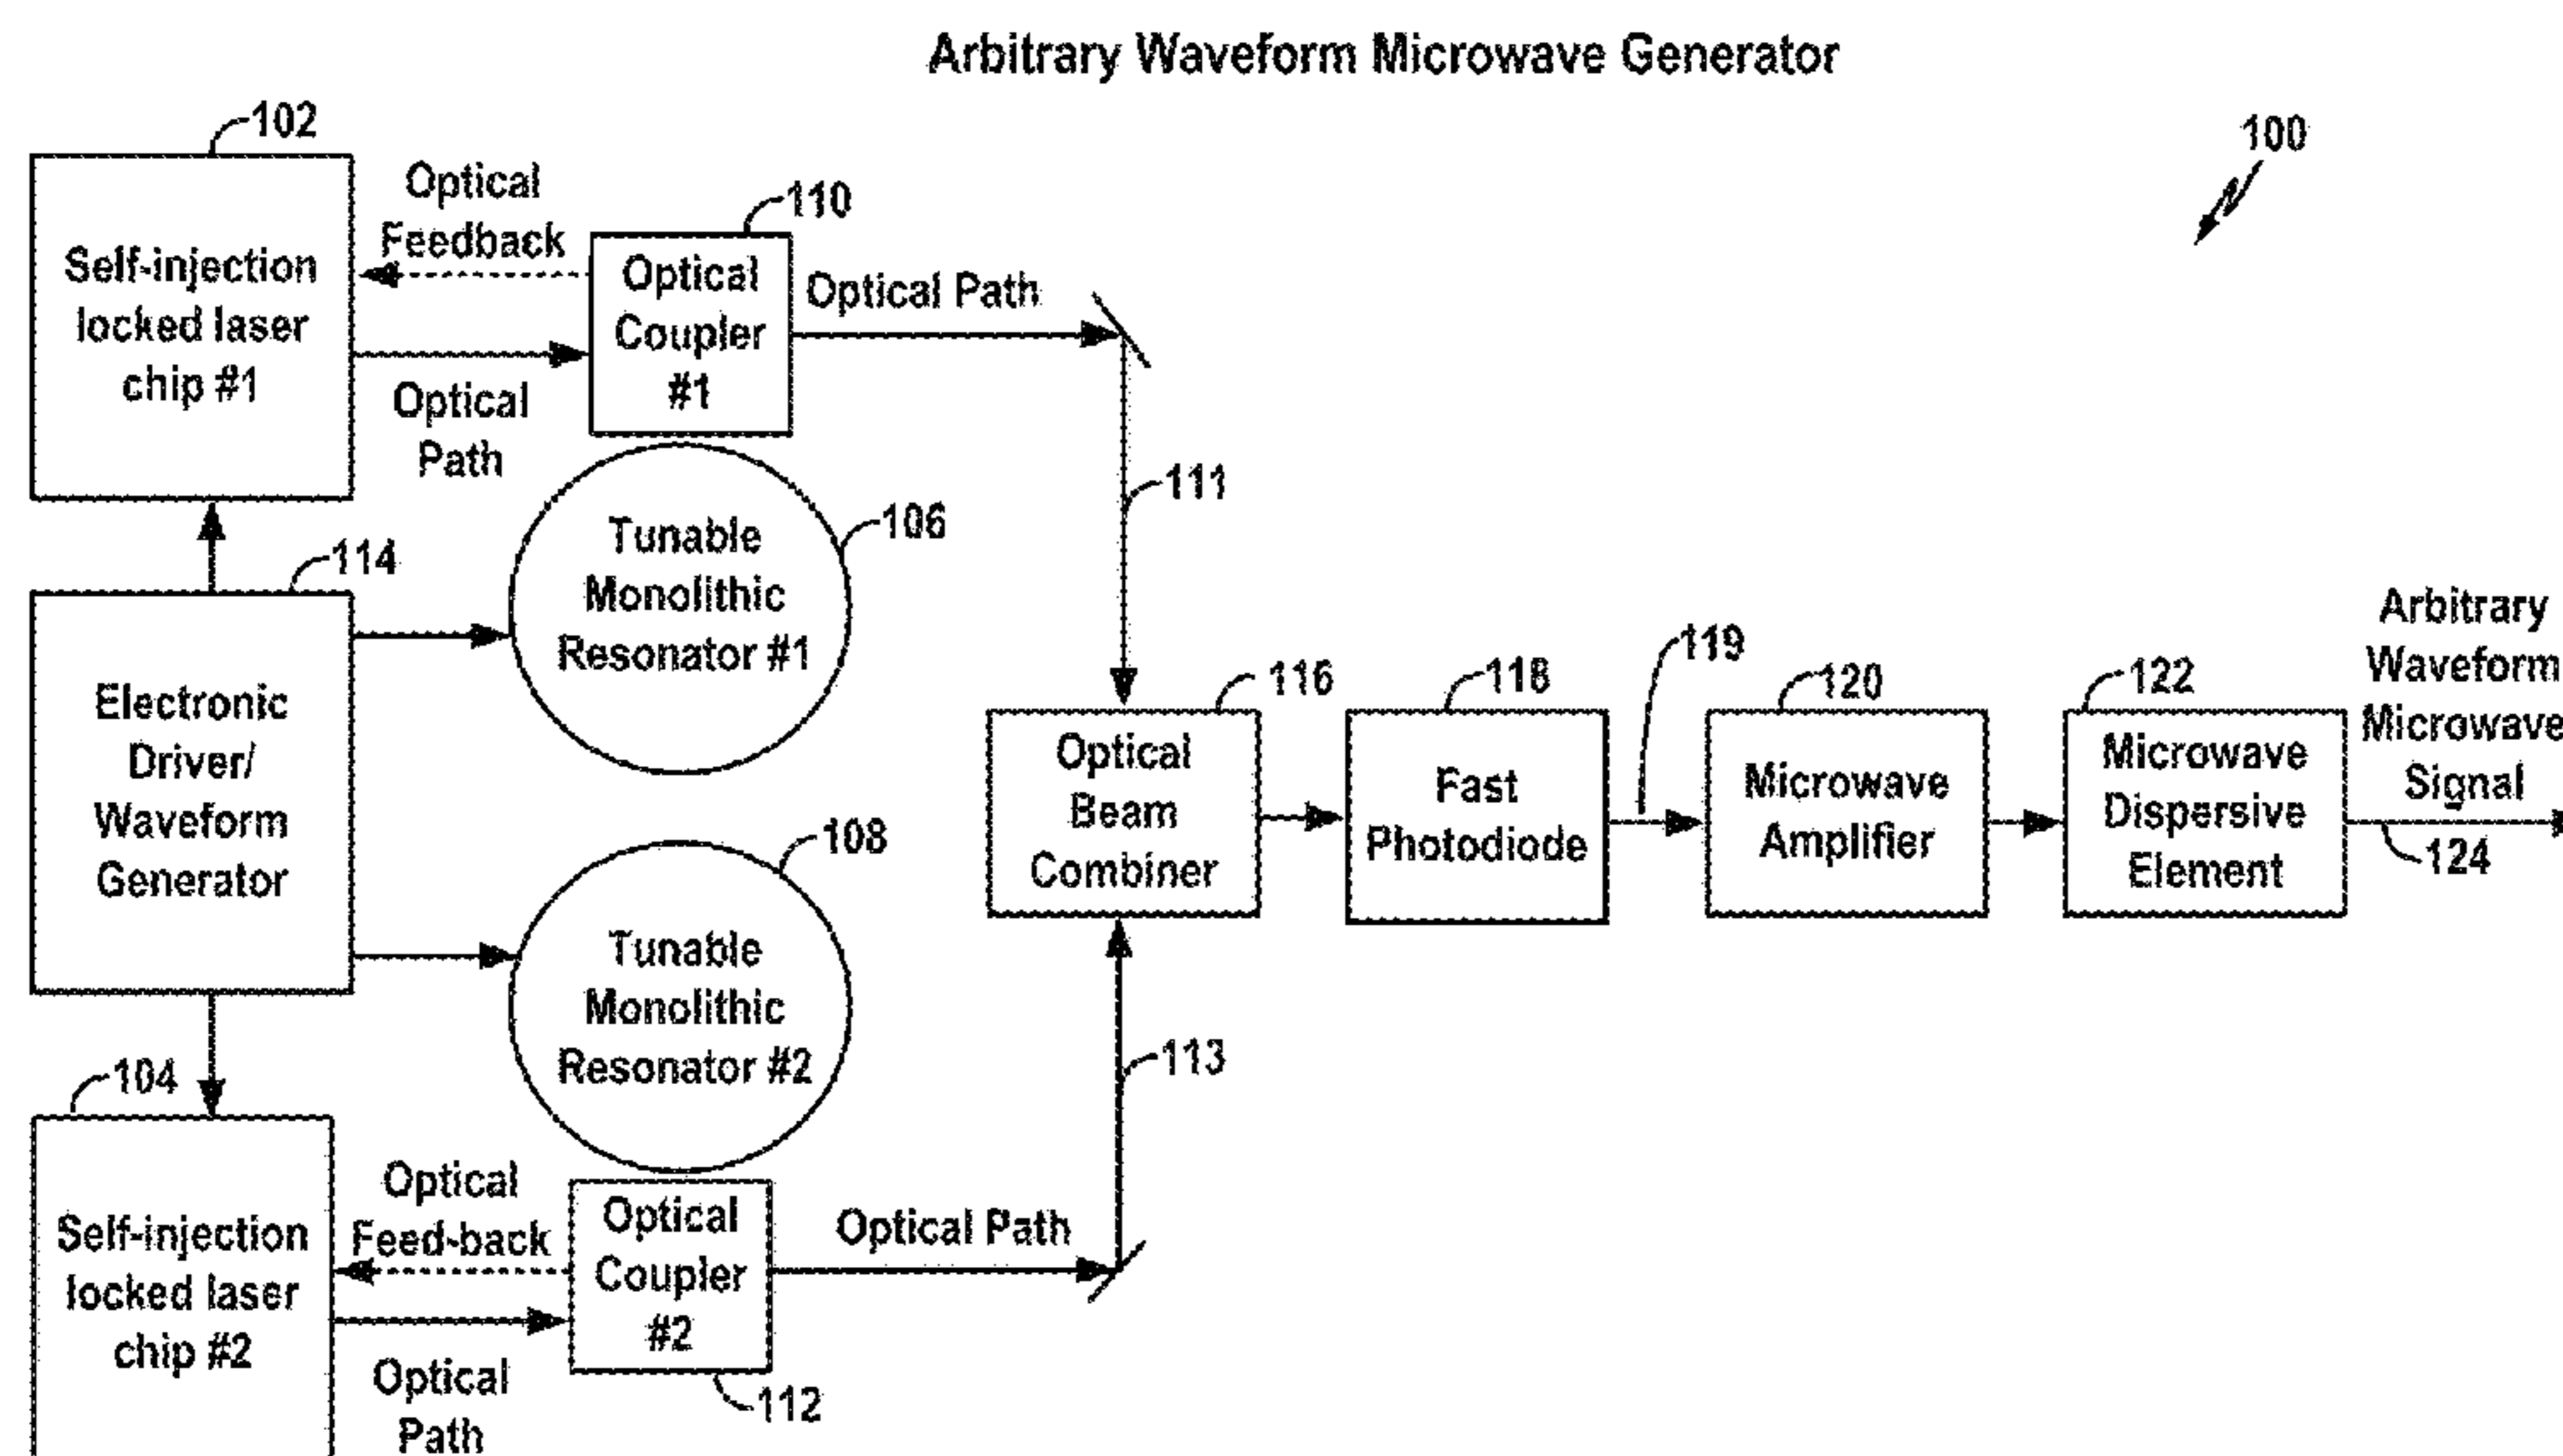 Arbitrary Waveform Microwave Generator
100
102
Self-injection
locked laser
chip #1
Optical
Feedback
Optical
Path
110
Optical
Coupler
#1
Optical Path
111
114
Electronic
Driver/
Waveform
Generator
106
Tunable
Monolithic
Resonator #1
108
Tunable
Monolithic
Resonator #2
116
Optical
Beam
Combiner
118
Fast
Photodiode
119
120
Microwave
Amplifier
122
Microwave
Dispersive
Element
Arbitrary
Waveform
Microwave
Signal
124
104
Self-injection
locked laser
chip #2
Optical
Feed-back
Optical
Path
Optical
Coupler
#2
112
Optical Path
113